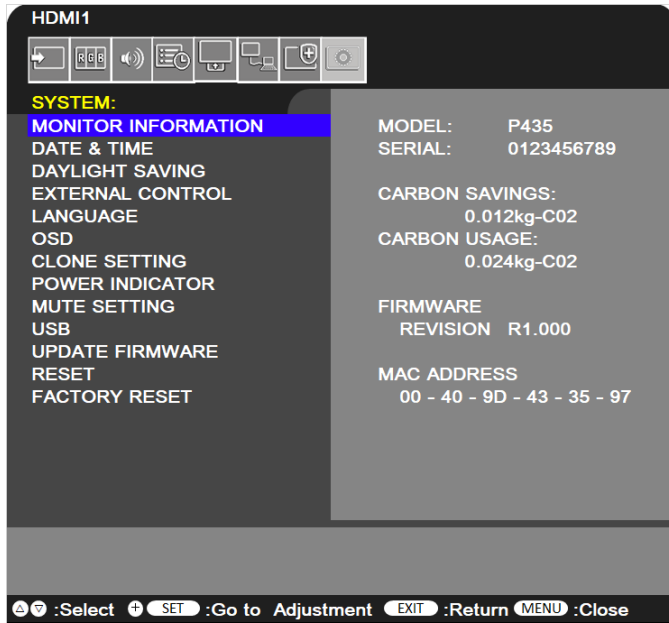 HDMI1
RGB
SYSTEM:
MONITOR INFORMATION
DATE & TIME
DAYLIGHT SAVING
EXTERNAL CONTROL
LANGUAGE
OSD
CLONE SETTING
POWER INDICATOR
MUTE SETTING
USB
UPDATE FIRMWARE
RESET
FACTORY RESET
MODEL: P435
SERIAL: 0123456789
CARBON SAVINGS:
0.012kg-C02
CARBON USAGE:
0.024kg-C02
FIRMWARE
REVISION R1.000
MAC ADDRESS
00 - 40 - 9D - 43 - 35 - 97
:Select SET :Go to Adjustment EXIT :Return MENU :Close